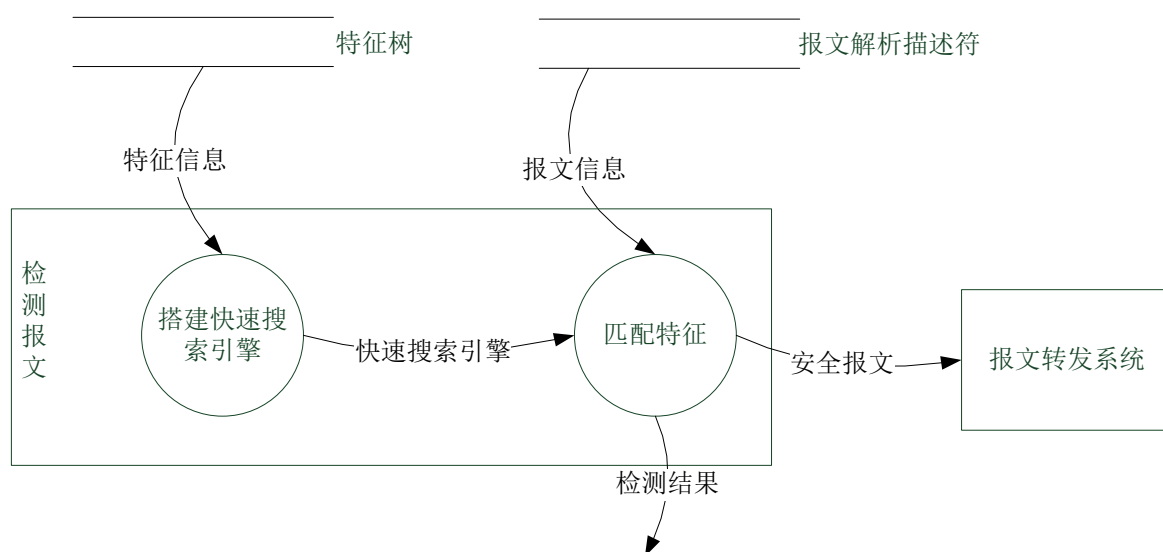 特征树
报文解析描述符
特征信息
报文信息
检
测
报
文
搭建快速搜
索引擎
快速搜索引擎
匹配特征
安全报文
报文转发系统
检测结果